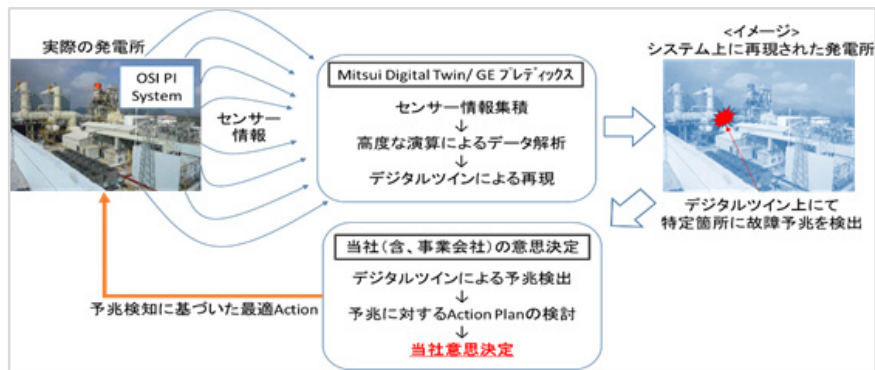 実際の発電所
OSI PI
System
センサー
情報
Mitsui Digital Twin/ GE プレディックス
センサー情報集積
↓
高度な演算によるデータ解析
↓
デジタルツインによる再現
<イメージ>
システム上に再現された発電所
デジタルツイン上にて
特定箇所に故障予兆を検出
当社(含、事業会社)の意思決定
デジタルツインによる予兆検出
↓
予兆に対するAction Planの検討
↓
当社意思決定
予兆検知に基づいた最適Action